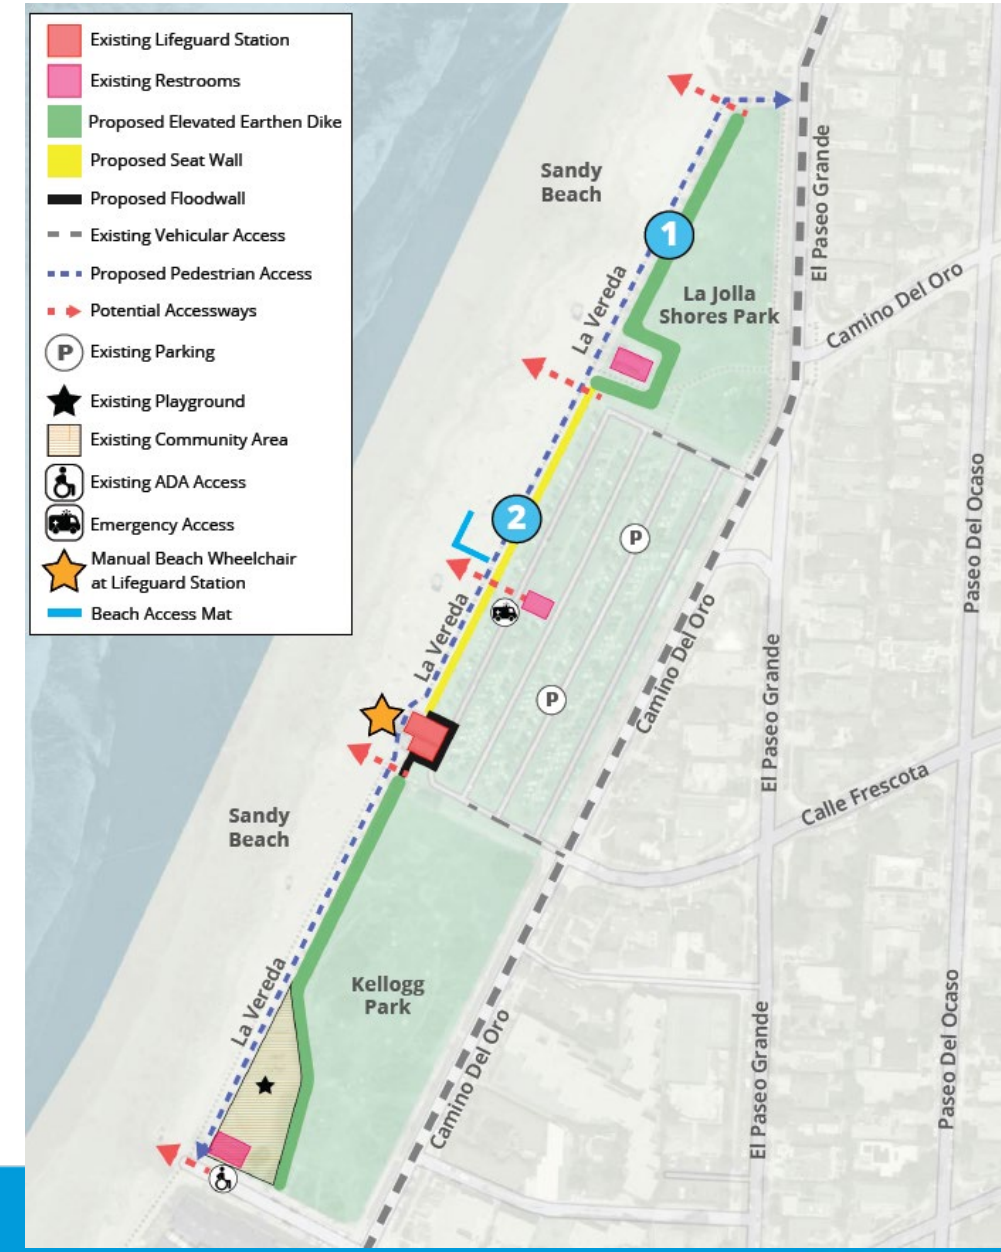 Existing Lifeguard Station
Existing Restrooms
Proposed Elevated Earthen Dike
Proposed Seat Wall
Proposed Floodwall
Existing Vehicular Access
Proposed Pedestrian Access
Potential Accessways
P
Existing Parking
Existing Playground
Existing Community Area
Existing ADA Access
Emergency Access
Manual Beach Wheelchair
at Lifeguard Station
Beach Access Mat
El Paseo Grande
Sandy
Beach
1
La Vereda
La Jolla
Shores Park
Camino Del Oro
2
P
Paseo Del Ocaso
La Vereda
Camino Del Oro
El Paseo Grande
P
Calle Frescota
Sandy
Beach
Kellogg
Park
La Vereda
Camino Del Oro
El Paseo Grande
Paseo Del Ocaso